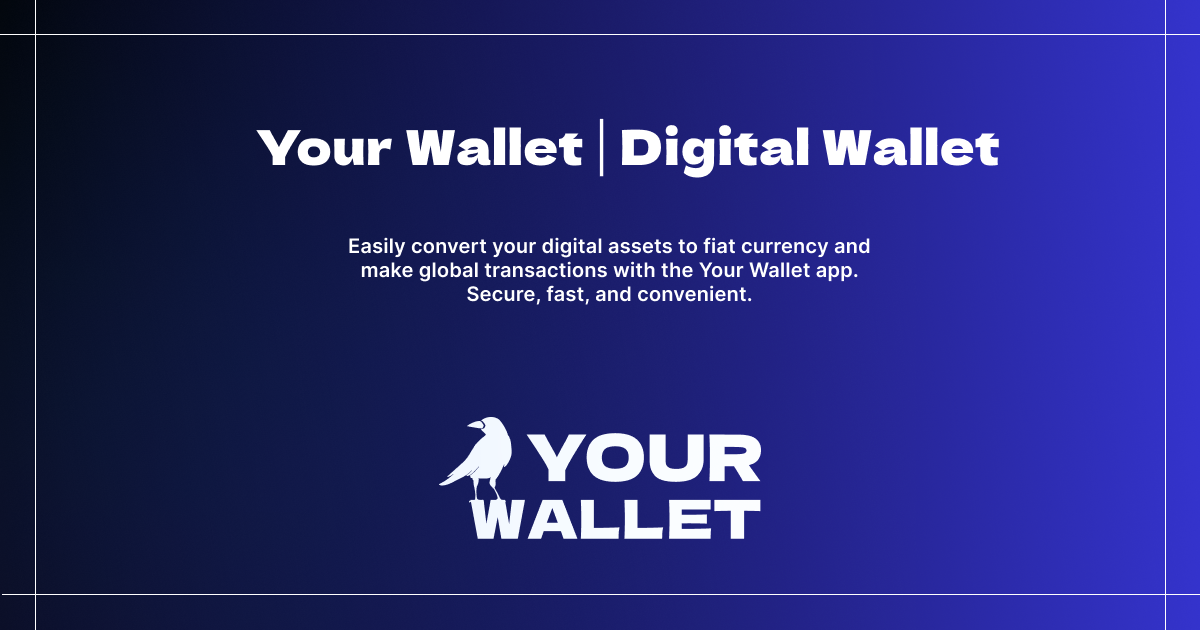 Your Wallet | Digital Wallet
Easily convert your digital assets to fiat currency and
make global transactions with the Your Wallet app.
Secure, fast, and convenient.
YOUR
WALLET